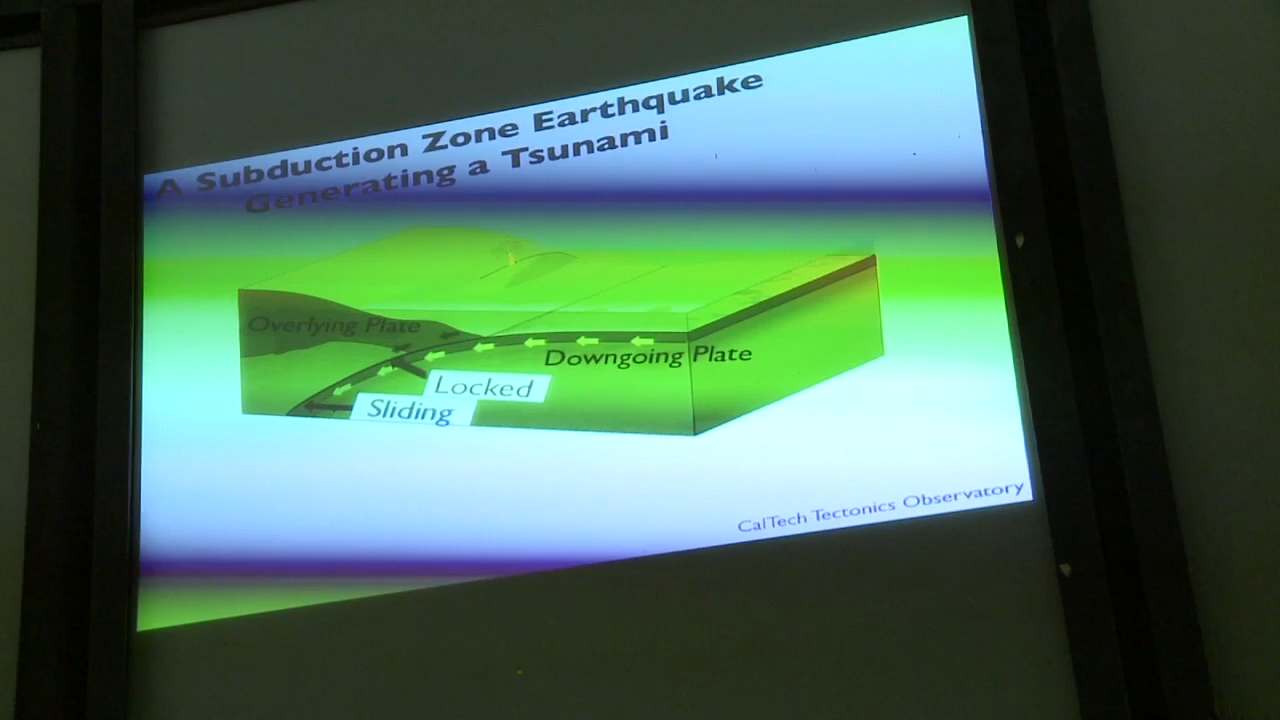 A Subduction Zone Earthquake
Generating a Tsunami
Overlying Plate
Downgoing Plate
Locked
Sliding
CalTech Tectonics Observatory